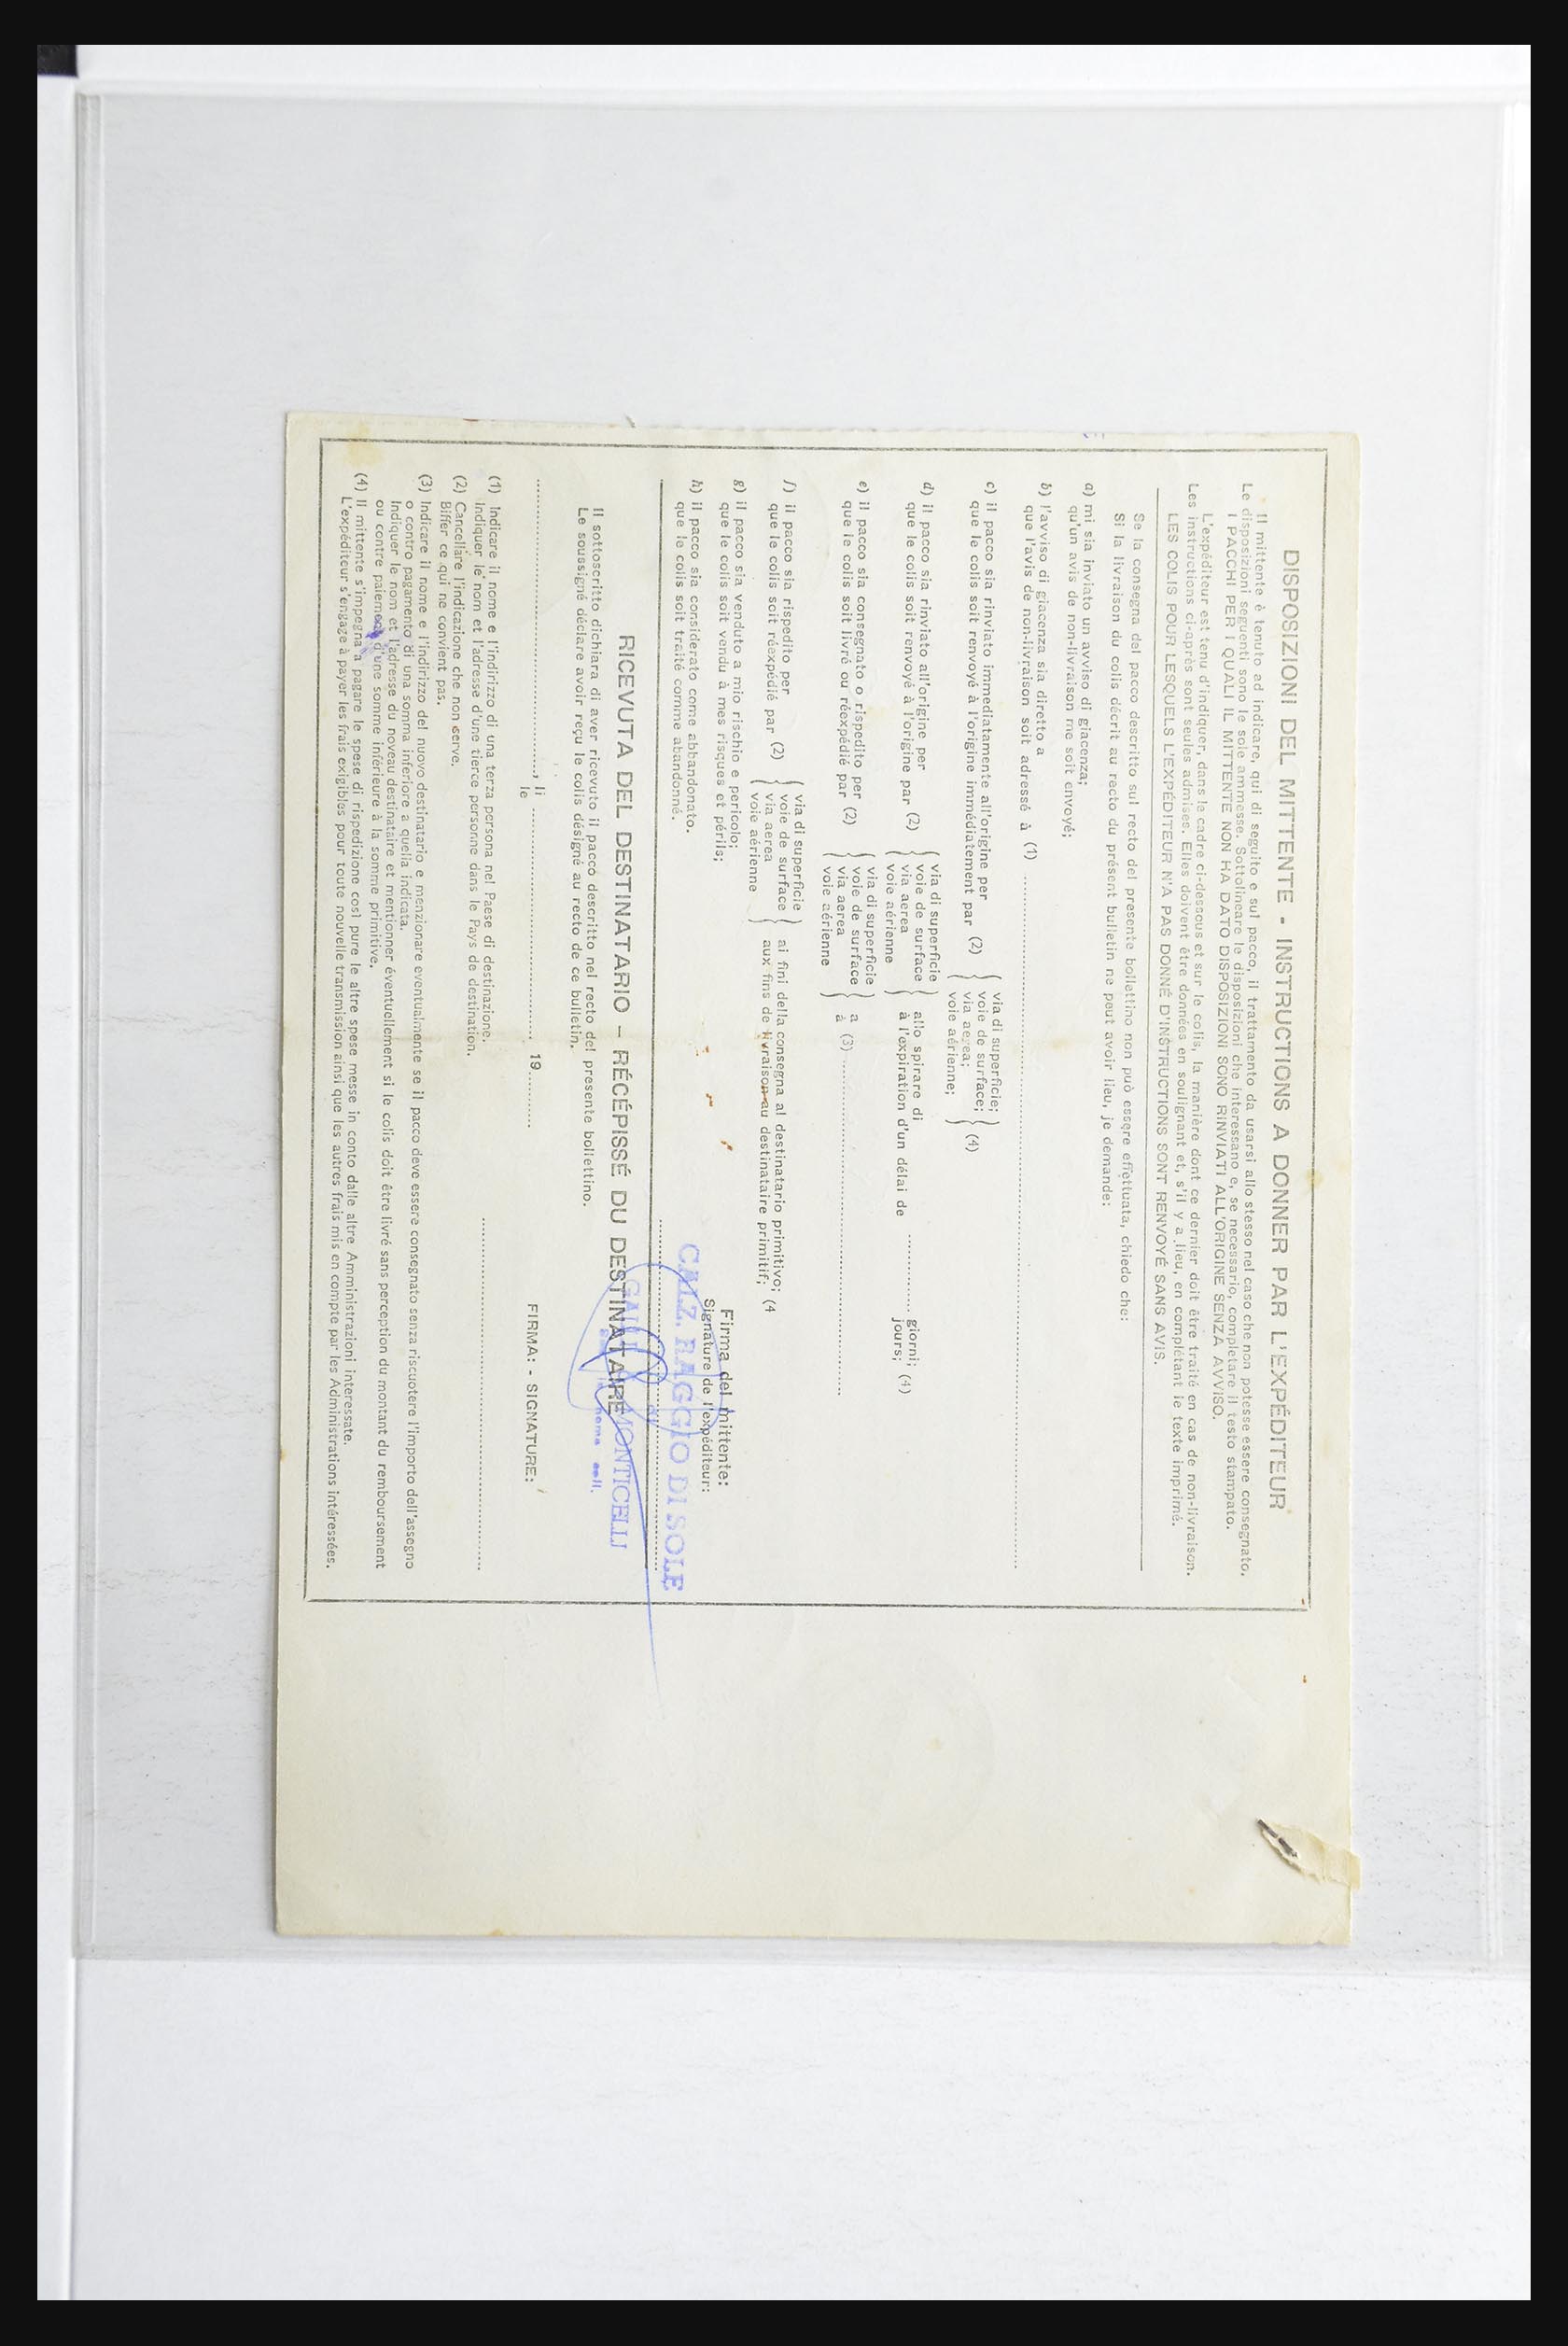 DISPOSIZIONI DEL MITTENTE - INSTRUCTIONS A DONNER PAR L'EXPÉDITEUR
Il mittente è tenuto ad indicare, qui di seguito e sul pacco, il trattamento da usarsi allo stesso nel caso che non potesse essere consegnato.
Le disposizioni seguenti sono le sole ammesse. Sottolineare le disposizioni che interessano e, se necessario, completare il testo stampato.
I PACCHI PER I QUALI IL MITTENTE NON HA DATO DISPOSIZIONI SONO RINVIATI ALL'ORIGINE SENZA AVVISO.
L'expéditeur est tenu d'indiquer, dans le cadre ci-dessous et sur le colis, la manière dont ce dernier doit être traité en cas de non-livraison.
Les instructions ci-après sont seules admises. Elles doivent être données en soulignant et, s'il y a lieu, en complétant le texte imprimé.
LES COLIS POUR LESQUELS L'EXPÉDITEUR N'A PAS DONNÉ D'INSTRUCTIONS SONT RENVOYÉ SANS AVIS.
Se la consegna del pacco descritto sul recto del presente bollettino non può essere effettuata, chiedo che:
Si la livraison du colis décrit au recto du présent bulletin ne peut avoir lieu, je demande:
a) mi sia inviato un avviso di giacenza;
qu'un avis de non-livraison me soit envoyé;
b) l'avviso di giacenza sia diretto a
que l'avis de non-livraison soit adressé à (1)
c) il pacco sia rinviato immediatamente all'origine per
que le colis soit renvoyé à l'origine immédiatement par (2)
via di superficie;
voie de surface;
via aerea;
voie aérienne;
(4)
d) il pacco sia rinviato all'origine per
que le colis soit renvoyé à l'origine par (2)
via di superficie
voie de surface
via aerea
voie aérienne
allo spirare di
à l'expiration d'un délai de
giorni; (4)
jours;
e) il pacco sia consegnato o rispedito per
que le colis soit livré ou réexpédié par (2)
via di superficie
voie de surface
via aerea
voie aérienne
a
à (3)
f) il pacco sia rispedito per
que le colis soit réexpédié par (2)
via di superficie
voie de surface
via aerea
voie aérienne
ai fini della consegna al destinatario primitivo; (4
aux fins de livraison au destinataire primitif;
g) il pacco sia venduto a mio rischio e pericolo;
que le colis soit vendu à mes risques et périls;
h) il pacco sia considerato come abbandonato.
que le colis soit traité comme abandonné.
Firma del mittente:
Signature de l'expéditeur:
CALZ. RAGGIO DI SOLE
MONTICELLI
RICEVUTA DEL DESTINATARIO – RÉCÉPISSÉ DU DESTINATAIRE
Il sottoscritto dichiara di aver ricevuto il pacco descritto nel recto del presente bollettino.
Le soussigné déclare avoir reçu le colis désigné au recto de ce bulletin.
, li
le
19
FIRMA: - SIGNATURE:
(1) Indicare il nome e l'indirizzo di una terza persona nel Paese di destinazione.
Indiquer le nom et l'adresse d'une tierce personne dans le Pays de destination.
(2) Cancellare l'indicazione che non serve.
Biffer ce qui ne convient pas.
(3) Indicare il nome e l'indirizzo del nuovo destinatario e menzionare eventualmente se il pacco deve essere consegnato senza riscuotere l'importo dell'assegno
o contro pagamento di una somma inferiore a quella indicata.
Indiquer le nom et l'adresse du noveau destinataire et mentionner éventuellement si le colis doit être livré sans perception du montant du remboursement
ou contre paiement d'une somme inférieure à la somme primitive.
(4) Il mittente s'impegna a pagare le spese di rispedizione così pure le altre spese messe in conto dalle altre Amministrazioni interessate.
L'expéditeur s'engage à payer les frais exigibles pour toute nouvelle transmission ainsi que les autres frais mis en compte par les Administrations intéressées.